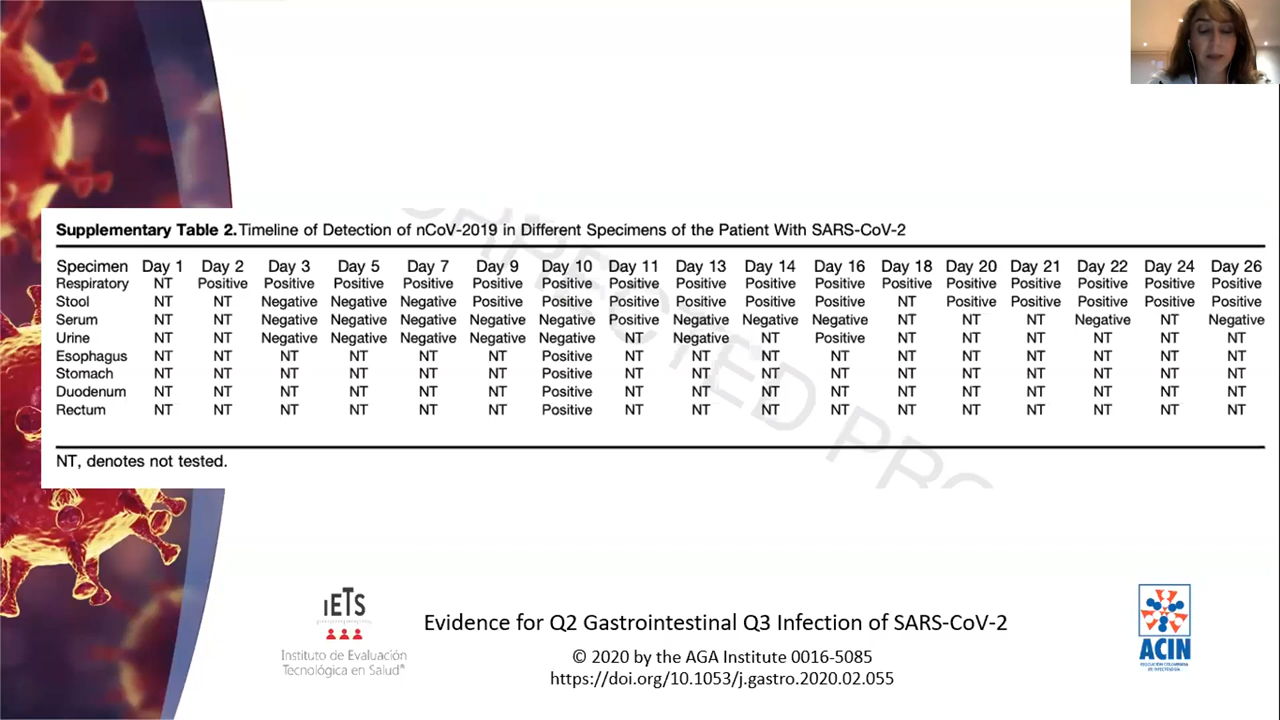 Supplementary Table 2. Timeline of Detection of nCoV-2019 in Different Specimens of the Patient With SARS-CoV-2
Specimen Day 1 Day 2 Day 3 Day 5 Day 7 Day 9 Day 10 Day 11 Day 13 Day 14 Day 16 Day 18 Day 20 Day 21 Day 22 Day 24 Day 26
Respiratory NT Positive Positive Positive Positive Positive Positive Positive Positive Positive Positive Positive Positive Positive Positive Positive Positive
Stool NT NT Negative Negative Negative Positive Positive Positive Positive Positive Positive NT Positive Positive Positive Positive Positive
Serum NT NT Negative Negative Negative Negative Negative Positive Negative Negative Negative NT NT NT Negative NT Negative
Urine NT NT Negative Negative Negative Negative Negative NT Negative NT Positive NT NT NT NT NT NT
Esophagus NT NT NT NT NT NT Positive NT NT NT NT NT NT NT NT NT NT
Stomach NT NT NT NT NT NT Positive NT NT NT NT NT NT NT NT NT NT
Duodenum NT NT NT NT NT NT Positive NT NT NT NT NT NT NT NT NT NT
Rectum NT NT NT NT NT NT Positive NT NT NT NT NT NT NT NT NT NT
NT, denotes not tested.
IETS
Instituto de Evaluación
Tecnológica en Salud®
Evidence for Q2 Gastrointestinal Q3 Infection of SARS-CoV-2
© 2020 by the AGA Institute 0016-5085
https://doi.org/10.1053/j.gastro.2020.02.055
ACIN